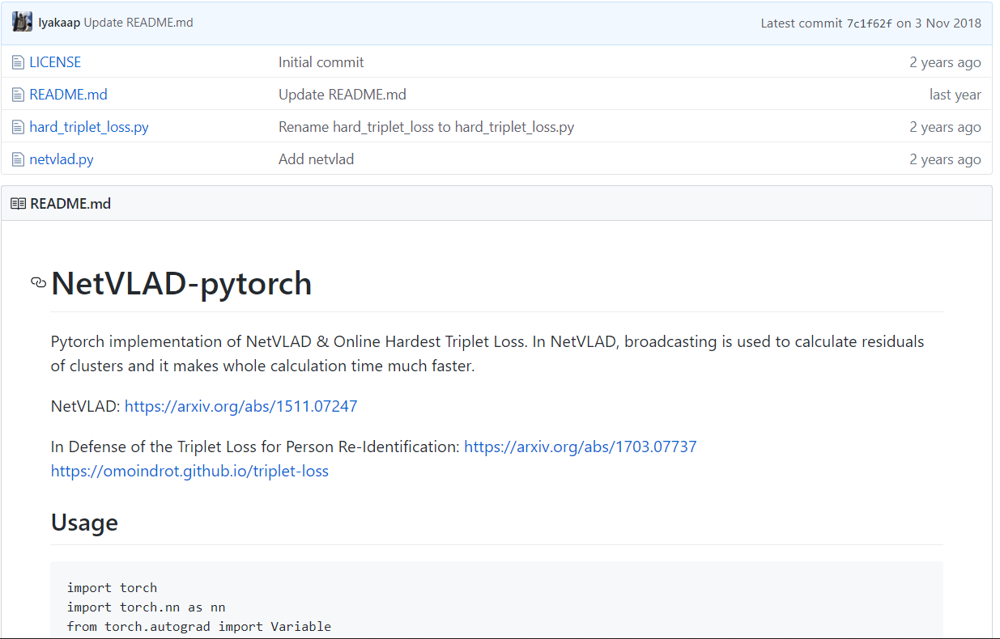 lyakaap Update README.md Latest commit 7c1f62f on 3 Nov 2018
LICENSE Initial commit 2 years ago
README.md Update README.md last year
hard_triplet_loss.py Rename hard_triplet_loss to hard_triplet_loss.py 2 years ago
netvlad.py Add netvlad 2 years ago
README.md
NetVLAD-pytorch
Pytorch implementation of NetVLAD & Online Hardest Triplet Loss. In NetVLAD, broadcasting is used to calculate residuals
of clusters and it makes whole calculation time much faster.
NetVLAD: https://arxiv.org/abs/1511.07247
In Defense of the Triplet Loss for Person Re-Identification: https://arxiv.org/abs/1703.07737
https://omoindrot.github.io/triplet-loss
Usage
import torch
import torch.nn as nn
from torch.autograd import Variable